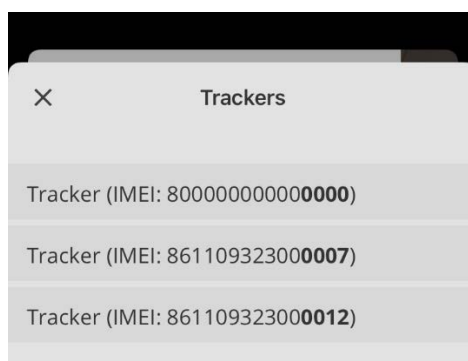 Trackers
Tracker (IMEI: 800000000000000)
Tracker (IMEI: 861109323000007)
Tracker (IMEI: 861109323000012)